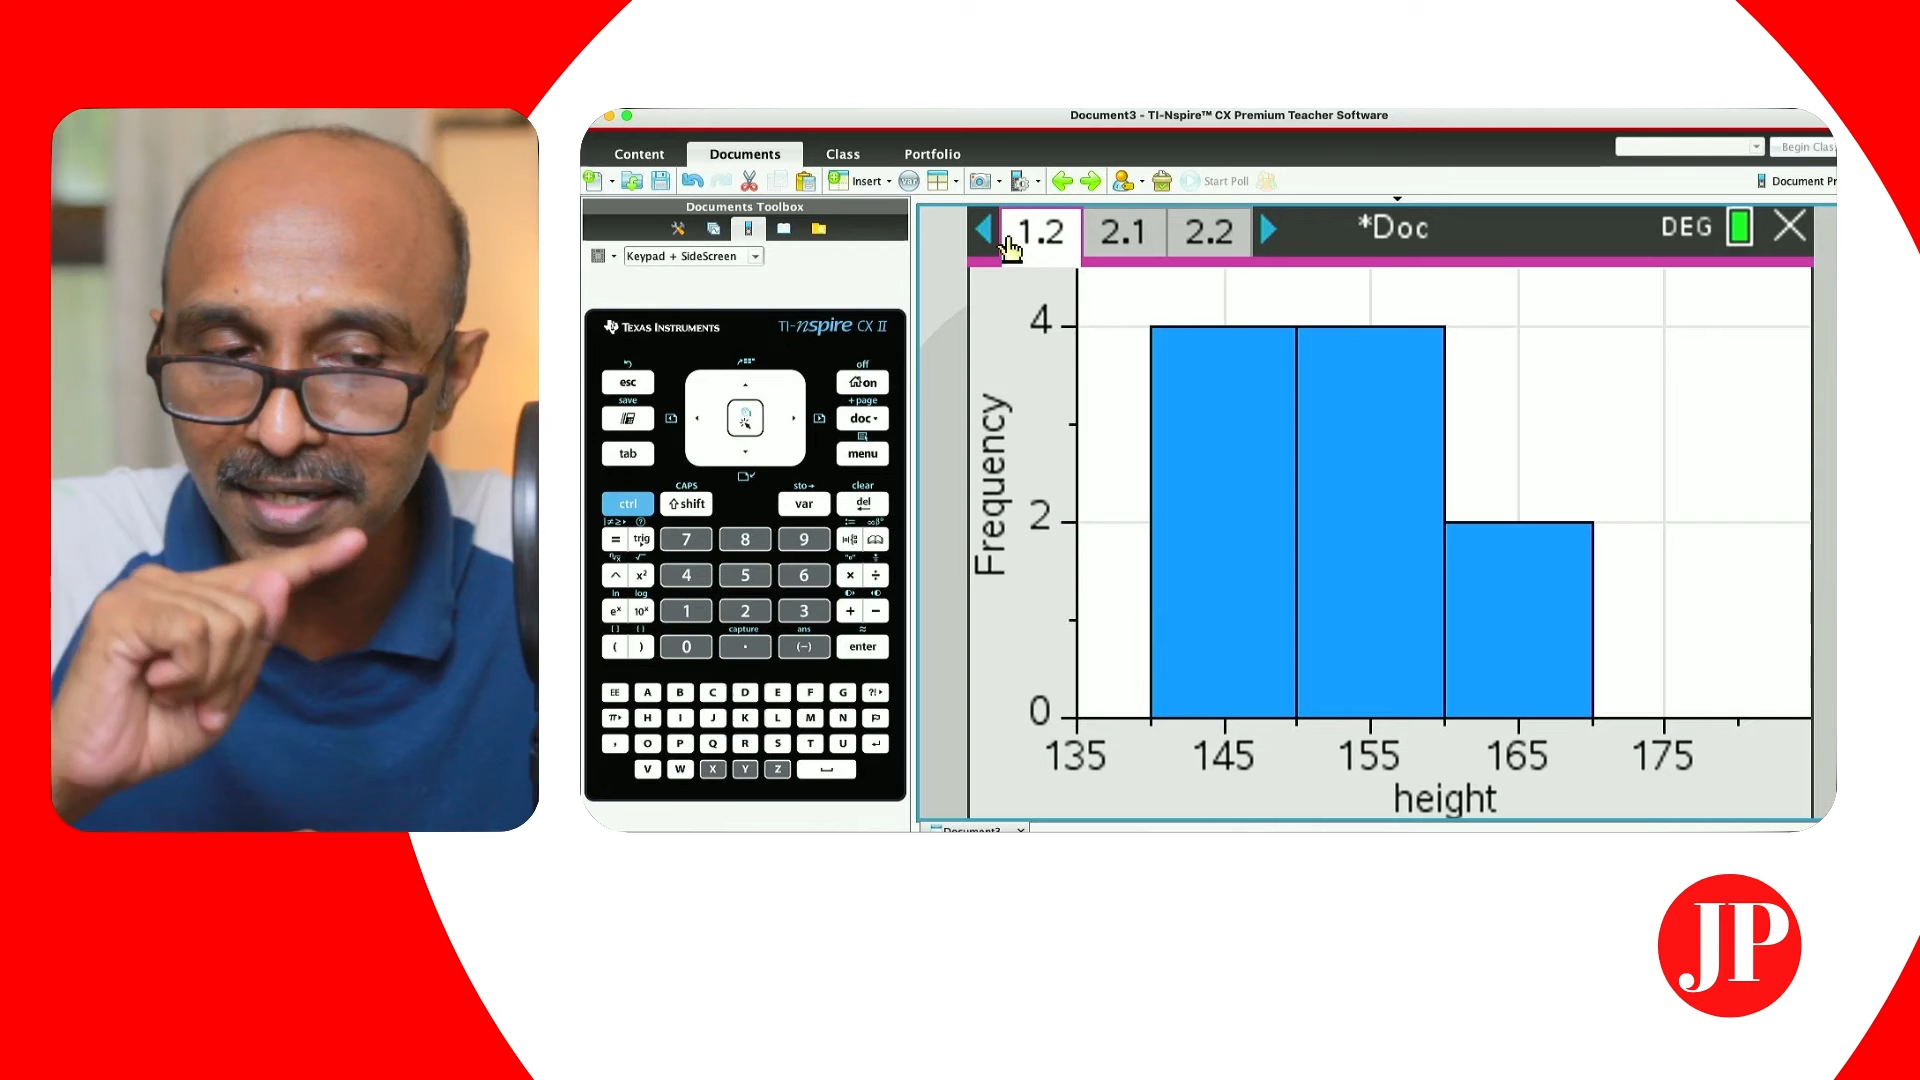 Document3 - TI-Nspire™ CX Premium Teacher Software
Content Documents Class Portfolio
Begin Clas
Insert var Start Poll Document Pr
Documents Toolbox
Keypad + SideScreen
1.2 2.1 2.2 *Doc DEG
TEXAS INSTRUMENTS TI-nspire CX II
off
esc on
save + page
doc
tab menu
CAPS sto→ clear
ctrl shift var del
= trig 7 8 9
^ x² 4 5 6 × ÷
ln log
eˣ 10ˣ 1 2 3 + −
capture ans
( ) 0 . (−) enter
EE A B C D E F G ?!
π H I J K L M N
, O P Q R S T U
V W X Y Z
Frequency
4
2
0
135 145 155 165 175
height
Document3
JP